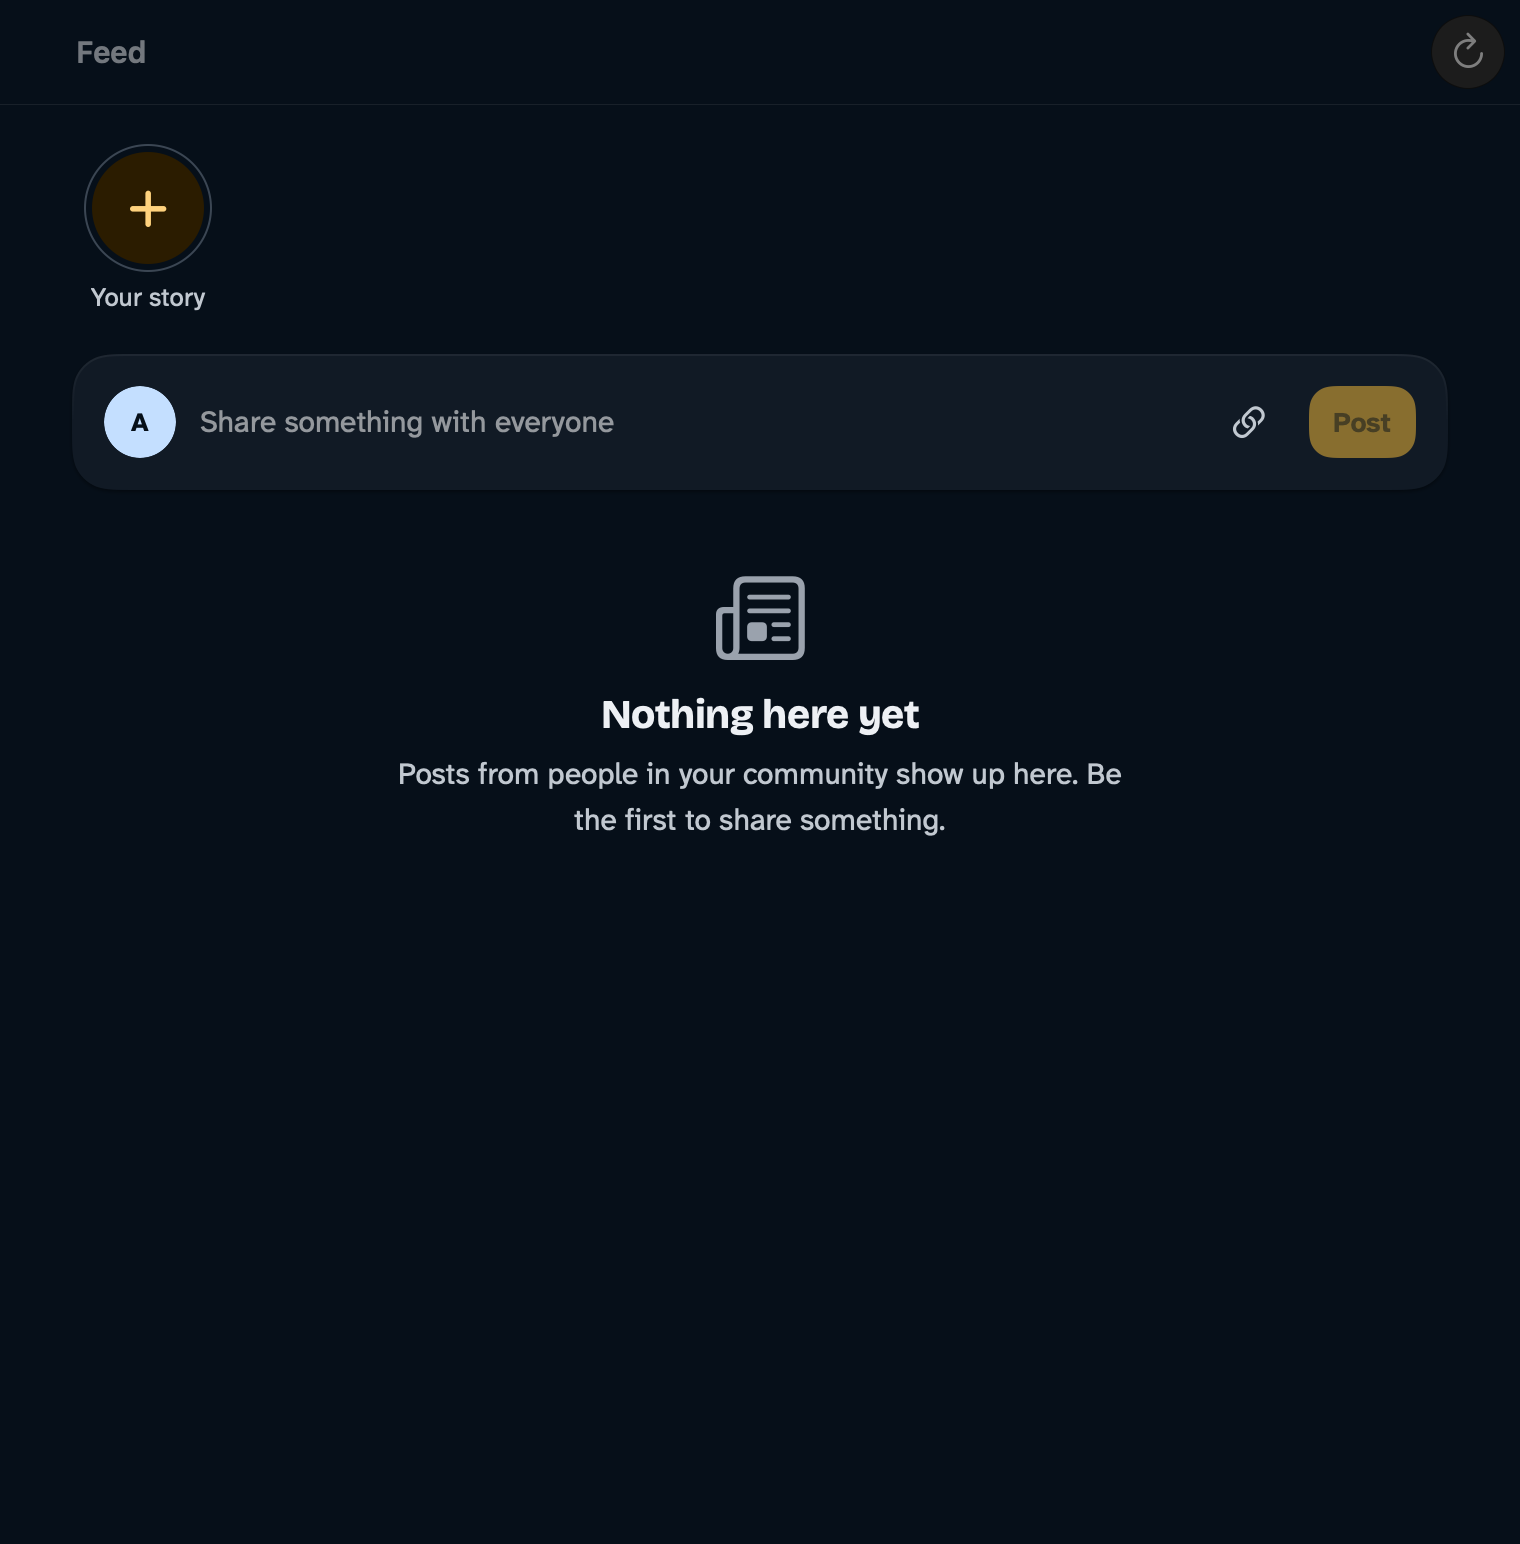 Feed
Your story
A
Share something with everyone
Post
Nothing here yet
Posts from people in your community show up here. Be
the first to share something.